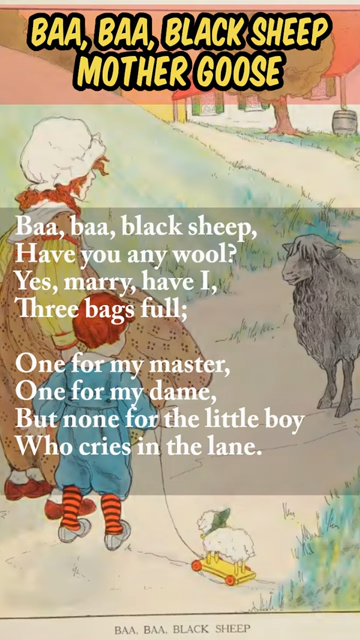 BAA, BAA, BLACK SHEEP
MOTHER GOOSE
Baa, baa, black sheep,
Have you any wool?
Yes, marry, have I,
Three bags full;
One for my master,
One for my dame,
But none for the little boy
Who cries in the lane.
BAA, BAA, BLACK SHEEP